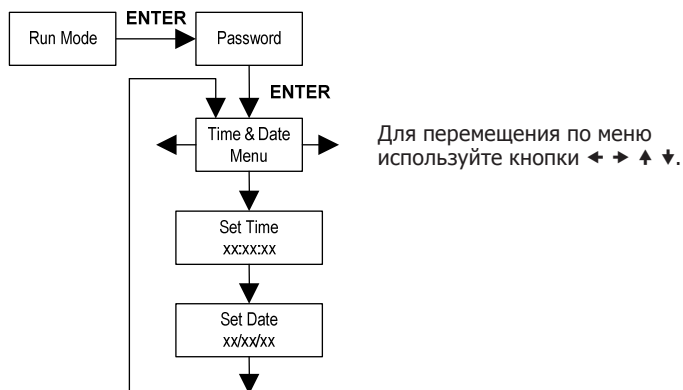 ENTER
Run Mode
Password
ENTER
Time & Date
Menu
Для перемещения по меню
используйте кнопки ← → ↑ ↓.
Set Time
xx:xx:xx
Set Date
xx/xx/xx